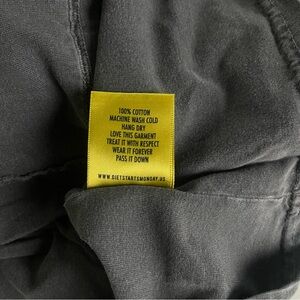 100% COTTON
MACHINE WASH COLD
HANG DRY
LOVE THIS GARMENT
TREAT IT WITH RESPECT
WEAR IT FOREVER
PASS IT DOWN
WWW.DIETSTARTSMONDAY.US